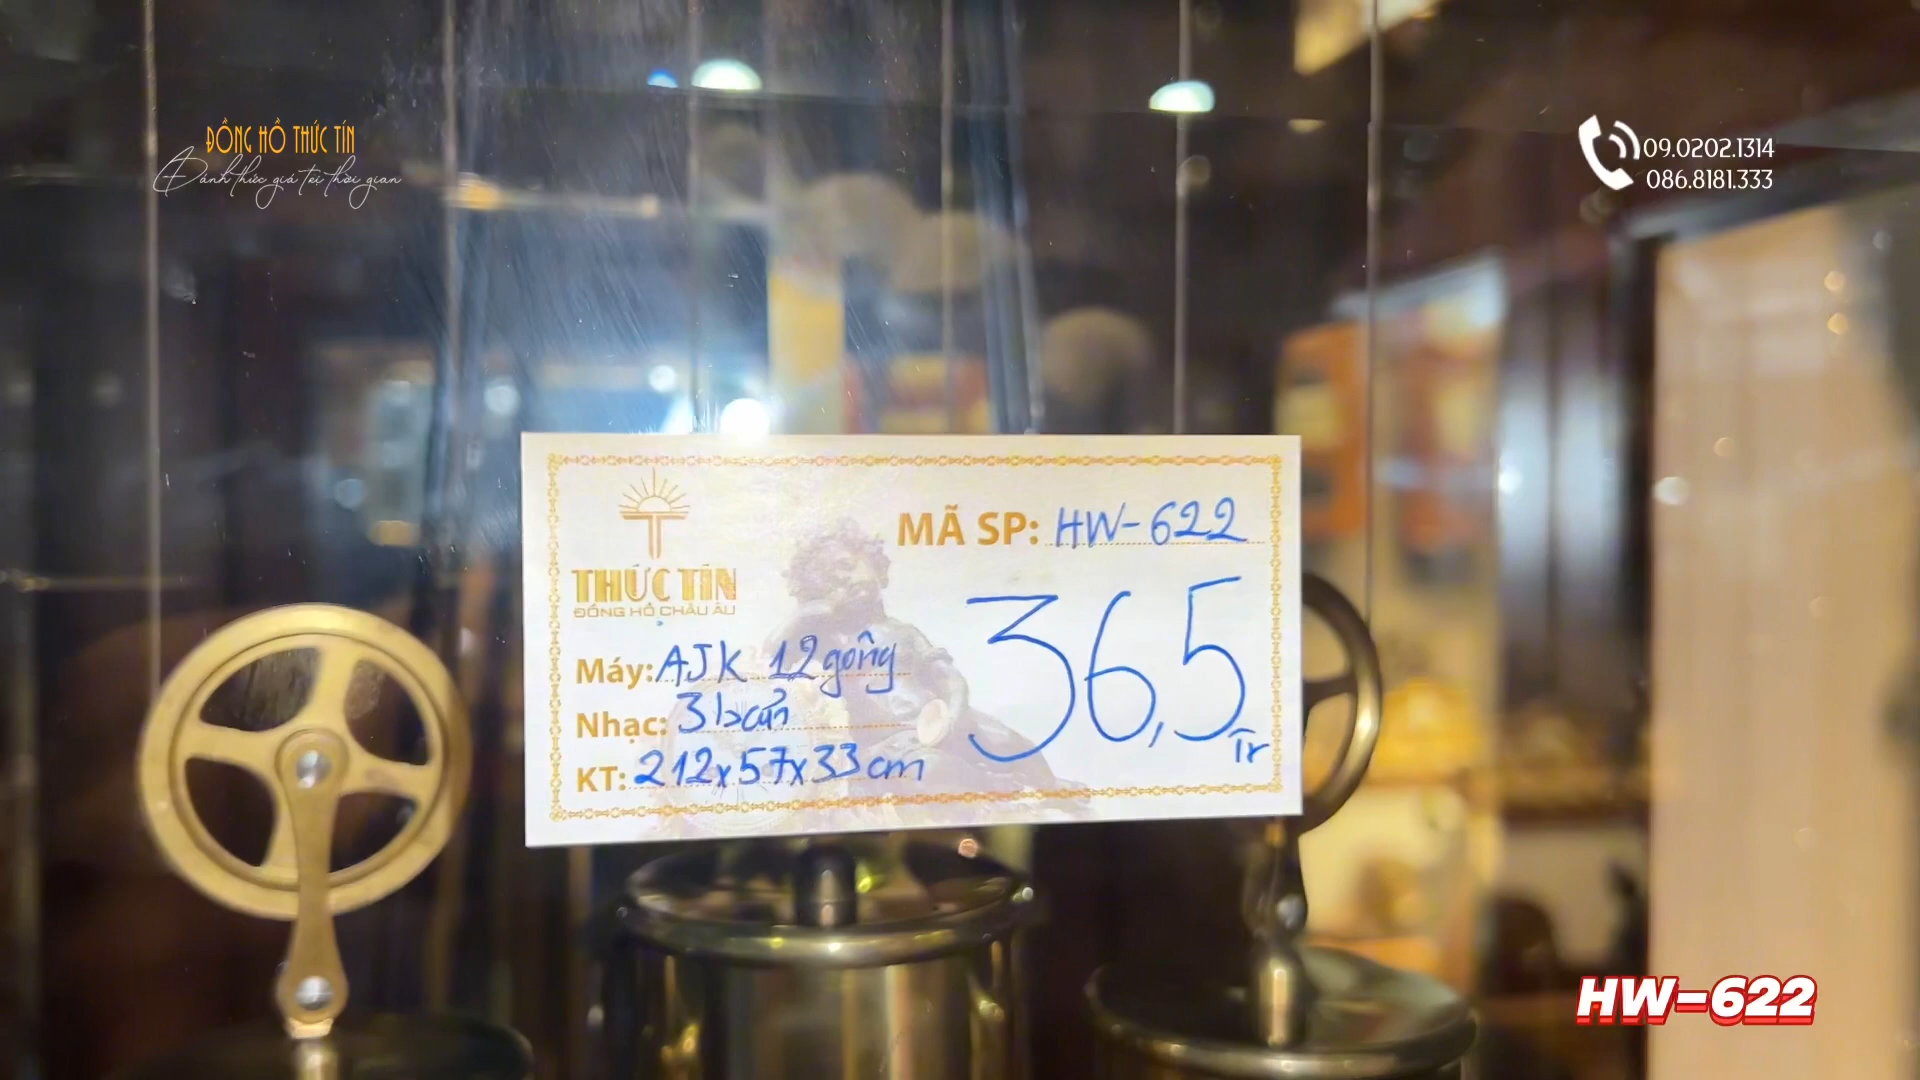 ĐỒNG HỒ THỨC TÍN
Đánh thức giá trị thời gian
09.0202.1314
086.8181.333
THỨC TÍN
ĐỒNG HỒ CHÂU ÂU
MÃ SP: HW-622
36,5 Tr
Máy: AJK 12 gông
Nhạc: 3 bản
KT: 212x57x33 cm
HW-622